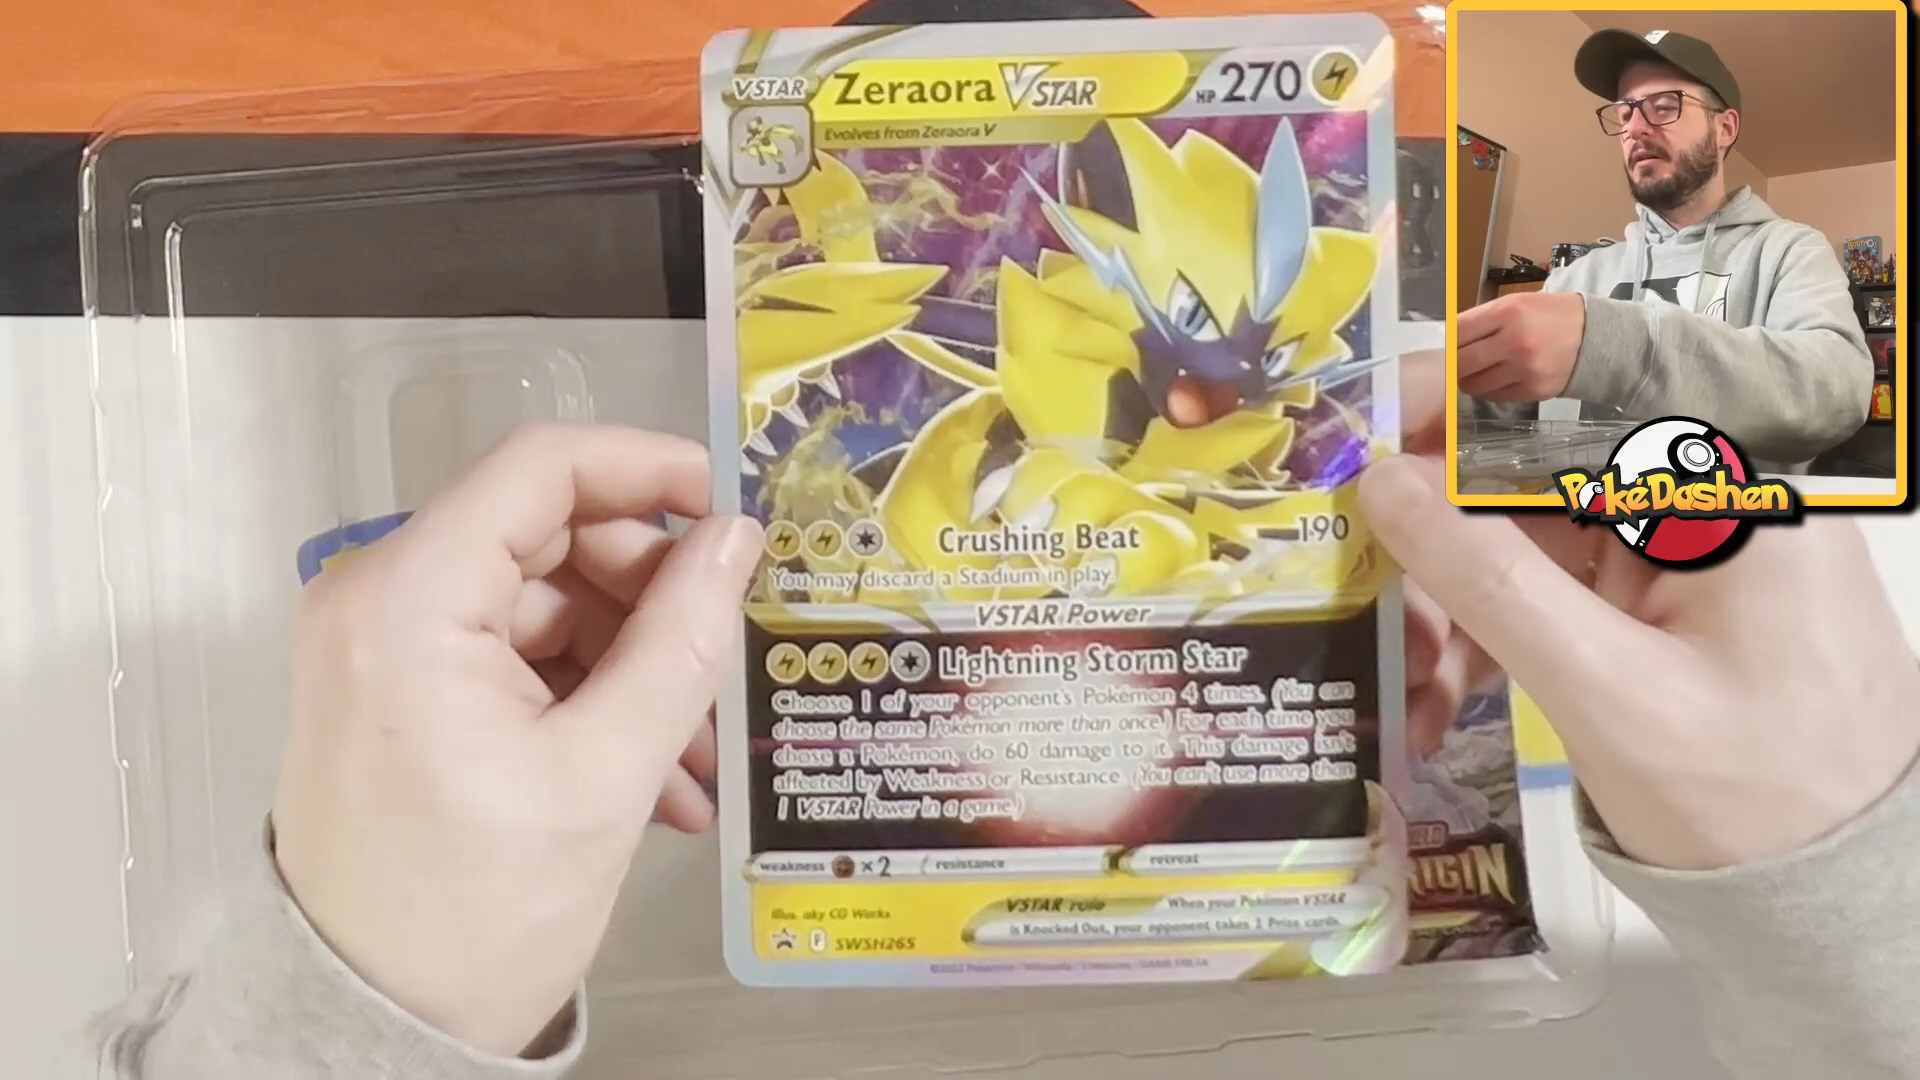 VSTAR
Zeraora VSTAR
HP 270
Evolves from Zeraora V
Crushing Beat
190
You may discard a Stadium in play.
VSTAR Power
Lightning Storm Star
Choose 1 of your opponent's Pokémon 4 times. (You can
choose the same Pokémon more than once.) For each time you
chose a Pokémon, do 60 damage to it. This damage isn't
affected by Weakness or Resistance. (You can't use more than
1 VSTAR Power in a game.)
weakness ×2 resistance retreat
Illus. aky CG Works
VSTAR rule When your Pokémon VSTAR
is Knocked Out, your opponent takes 2 Prize cards.
F SWSH265
RIGIN
PokéDashen